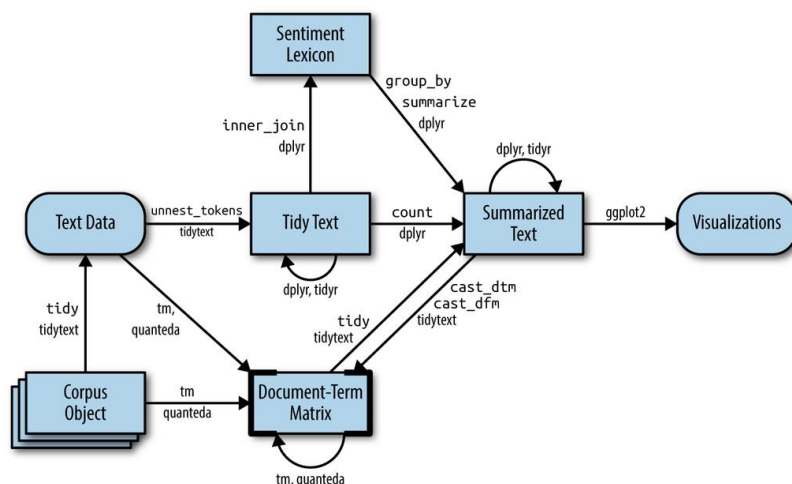 Sentiment
Lexicon
group_by
summarize
dplyr
inner_join
dplyr
dplyr, tidyr
Text Data
unnest_tokens
tidytext
Tidy Text
count
dplyr
Summarized
Text
ggplot2
Visualizations
dplyr, tidyr
cast_dtm
cast_dfm
tidytext
tidy
tidytext
tm,
quanteda
tidy
tidytext
Corpus
Object
tm
quanteda
Document-Term
Matrix
tm, quanteda